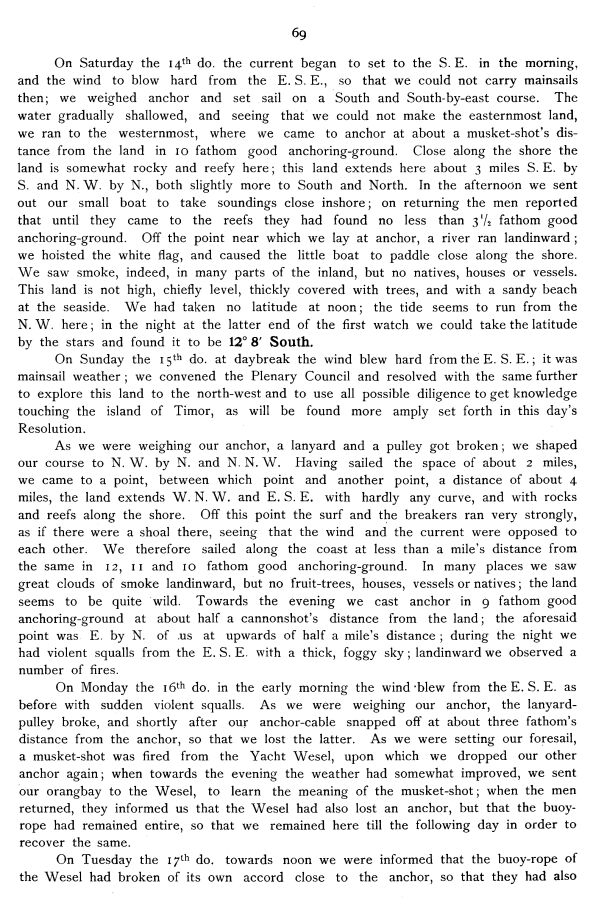 69
On Saturday the 14th do. the current began to set to the S. E. in the morning,
and the wind to blow hard from the E. S. E., so that we could not carry mainsails
then; we weighed anchor and set sail on a South and South-by-east course. The
water gradually shallowed, and seeing that we could not make the easternmost land,
we ran to the westernmost, where we came to anchor at about a musket-shot's dis-
tance from the land in 10 fathom good anchoring-ground. Close along the shore the
land is somewhat rocky and reefy here; this land extends here about 3 miles S. E. by
S. and N. W. by N., both slightly more to South and North. In the afternoon we sent
out our small boat to take soundings close inshore; on returning the men reported
that until they came to the reefs they had found no less than 3 1/2 fathom good
anchoring-ground. Off the point near which we lay at anchor, a river ran landinward;
we hoisted the white flag, and caused the little boat to paddle close along the shore.
We saw smoke, indeed, in many parts of the inland, but no natives, houses or vessels.
This land is not high, chiefly level, thickly covered with trees, and with a sandy beach
at the seaside. We had taken no latitude at noon; the tide seems to run from the
N. W. here; in the night at the latter end of the first watch we could take the latitude
by the stars and found it to be 12° 8′ South.
On Sunday the 15th do. at daybreak the wind blew hard from the E. S. E.; it was
mainsail weather; we convened the Plenary Council and resolved with the same further
to explore this land to the north-west and to use all possible diligence to get knowledge
touching the island of Timor, as will be found more amply set forth in this day's
Resolution.
As we were weighing our anchor, a lanyard and a pulley got broken; we shaped
our course to N. W. by N. and N. N. W. Having sailed the space of about 2 miles,
we came to a point, between which point and another point, a distance of about 4
miles, the land extends W. N. W. and E. S. E. with hardly any curve, and with rocks
and reefs along the shore. Off this point the surf and the breakers ran very strongly,
as if there were a shoal there, seeing that the wind and the current were opposed to
each other. We therefore sailed along the coast at less than a mile's distance from
the same in 12, 11 and 10 fathom good anchoring-ground. In many places we saw
great clouds of smoke landinward, but no fruit-trees, houses, vessels or natives; the land
seems to be quite wild. Towards the evening we cast anchor in 9 fathom good
anchoring-ground at about half a cannonshot's distance from the land; the aforesaid
point was E. by N. of us at upwards of half a mile's distance; during the night we
had violent squalls from the E. S. E. with a thick, foggy sky; landinward we observed a
number of fires.
On Monday the 16th do. in the early morning the wind blew from the E. S. E. as
before with sudden violent squalls. As we were weighing our anchor, the lanyard-
pulley broke, and shortly after our anchor-cable snapped off at about three fathom's
distance from the anchor, so that we lost the latter. As we were setting our foresail,
a musket-shot was fired from the Yacht Wesel, upon which we dropped our other
anchor again; when towards the evening the weather had somewhat improved, we sent
our orangbay to the Wesel, to learn the meaning of the musket-shot; when the men
returned, they informed us that the Wesel had also lost an anchor, but that the buoy-
rope had remained entire, so that we remained here till the following day in order to
recover the same.
On Tuesday the 17th do. towards noon we were informed that the buoy-rope of
the Wesel had broken of its own accord close to the anchor, so that they had also